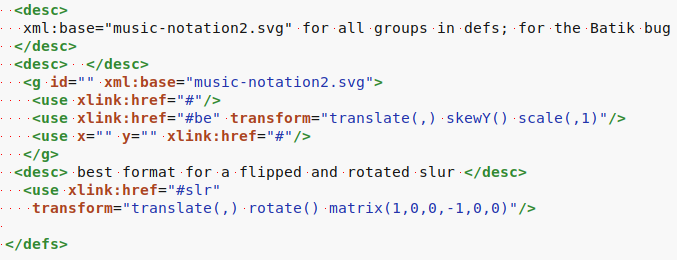 <desc>
xml:base="music-notation2.svg" for all groups in defs; for the Batik bug
</desc>
<desc> </desc>
<g id="" xml:base="music-notation2.svg">
<use xlink:href="#"/>
<use xlink:href="#be" transform="translate(,) skewY() scale(,1)"/>
<use x="" y="" xlink:href="#"/>
</g>
<desc> best format for a flipped and rotated slur </desc>
<use xlink:href="#slr"
transform="translate(,) rotate() matrix(1,0,0,-1,0,0)"/>
</defs>